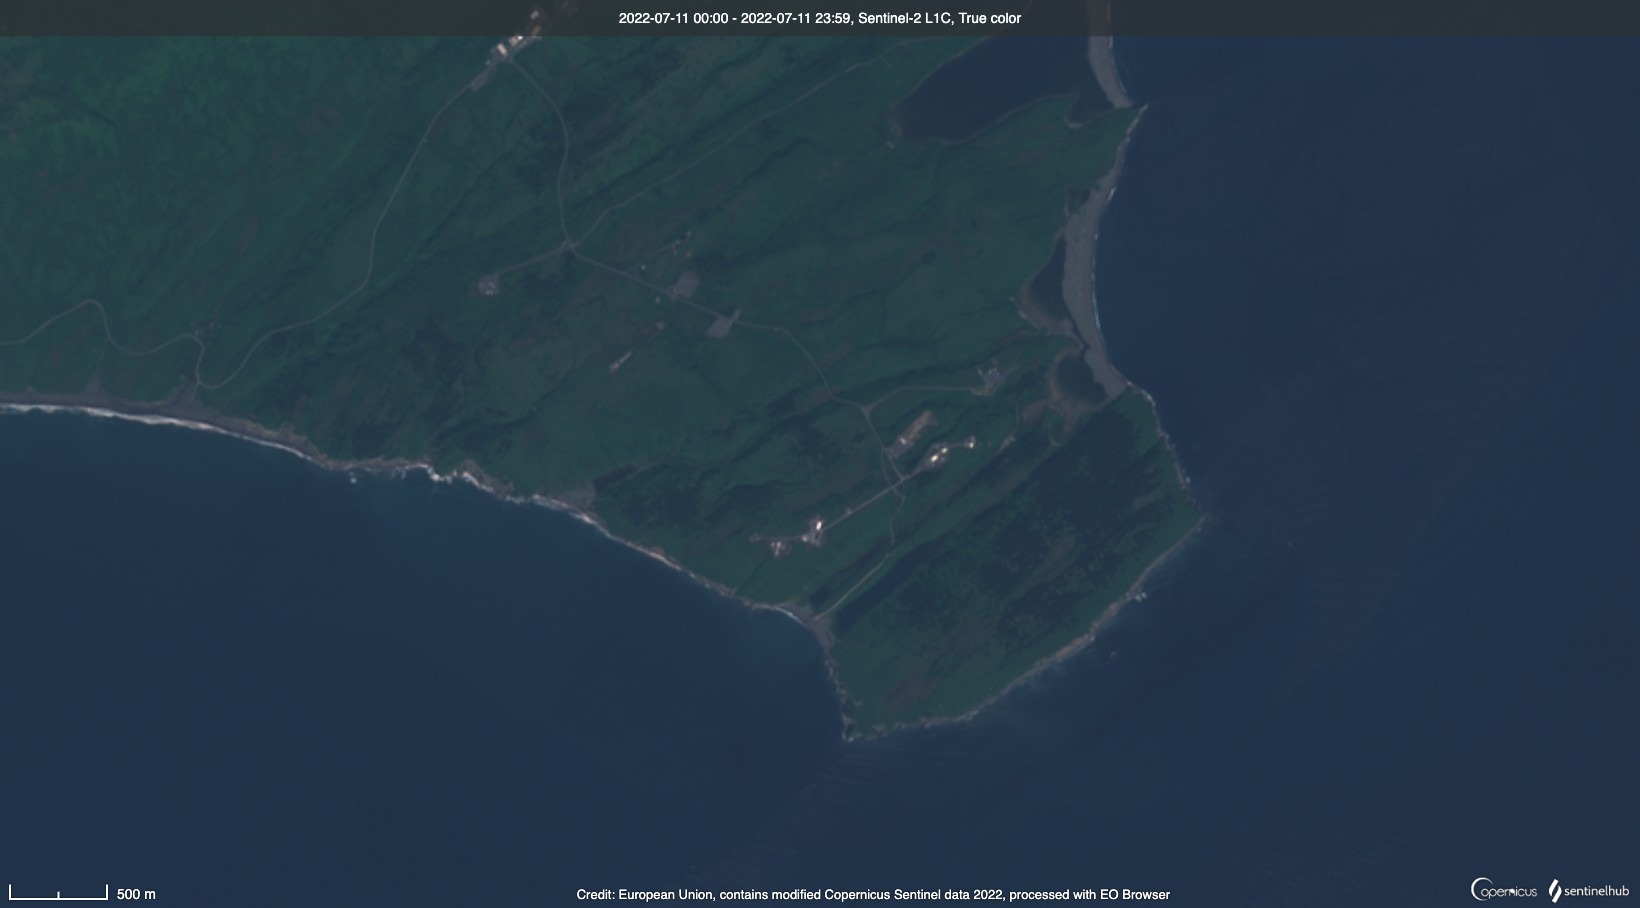 2022-07-11 00:00 - 2022-07-11 23:59, Sentinel-2 L1C, True color
500 m
Credit: European Union, contains modified Copernicus Sentinel data 2022, processed with EO Browser
opernicus
sentinelhub